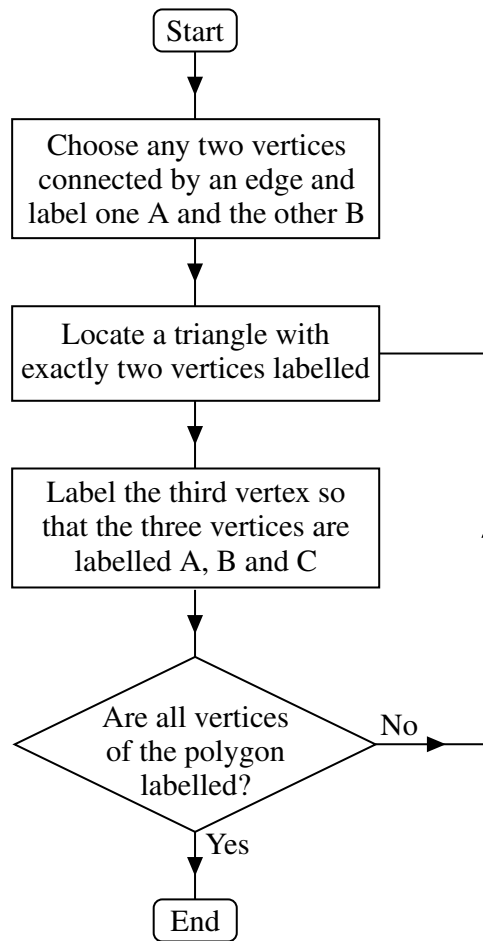 Start
Choose any two vertices
connected by an edge and
label one A and the other B
Locate a triangle with
exactly two vertices labelled
Label the third vertex so
that the three vertices are
labelled A, B and C
Are all vertices
of the polygon
labelled?
No
Yes
End